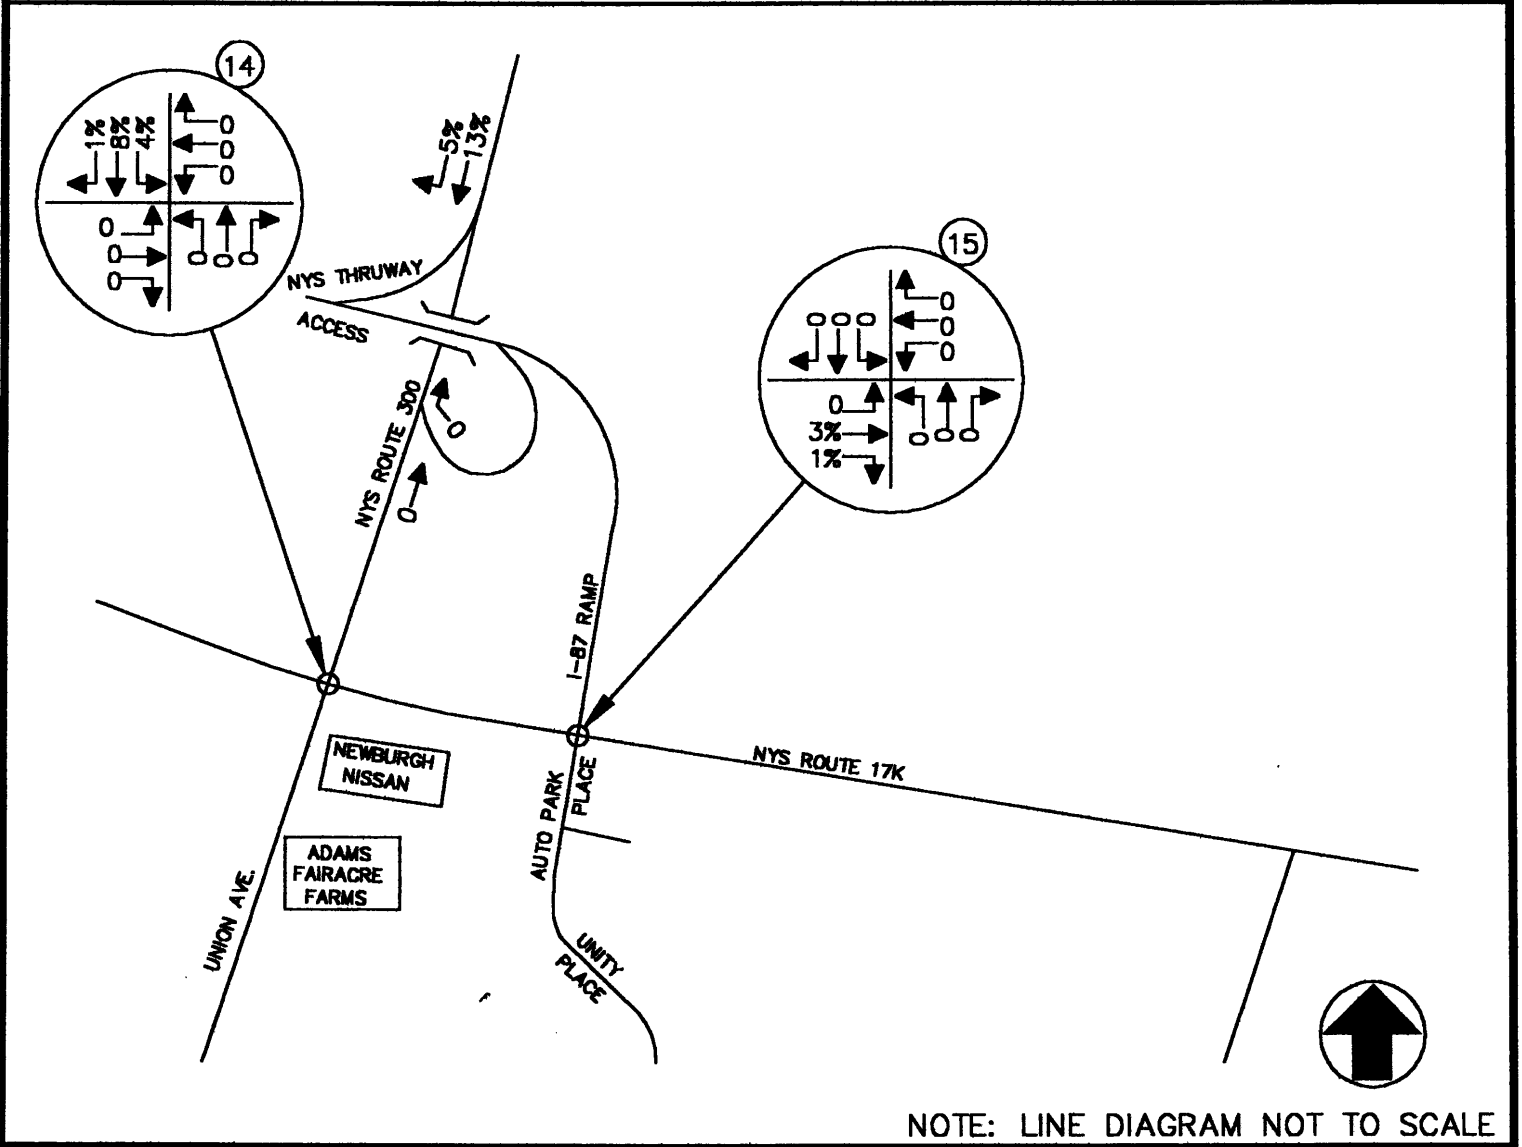 14
1% 8% 4%
0
0
0
0
0
0
0 0 0
5%
13%
NYS THRUWAY
ACCESS
15
0 0 0
0
0
0
0
3%
1%
0 0 0
NYS ROUTE 300
0
0
I-87 RAMP
NEWBURGH
NISSAN
NYS ROUTE 17K
AUTO PARK
PLACE
ADAMS
FAIRACRE
FARMS
UNION AVE.
UNITY
PLACE
NOTE: LINE DIAGRAM NOT TO SCALE